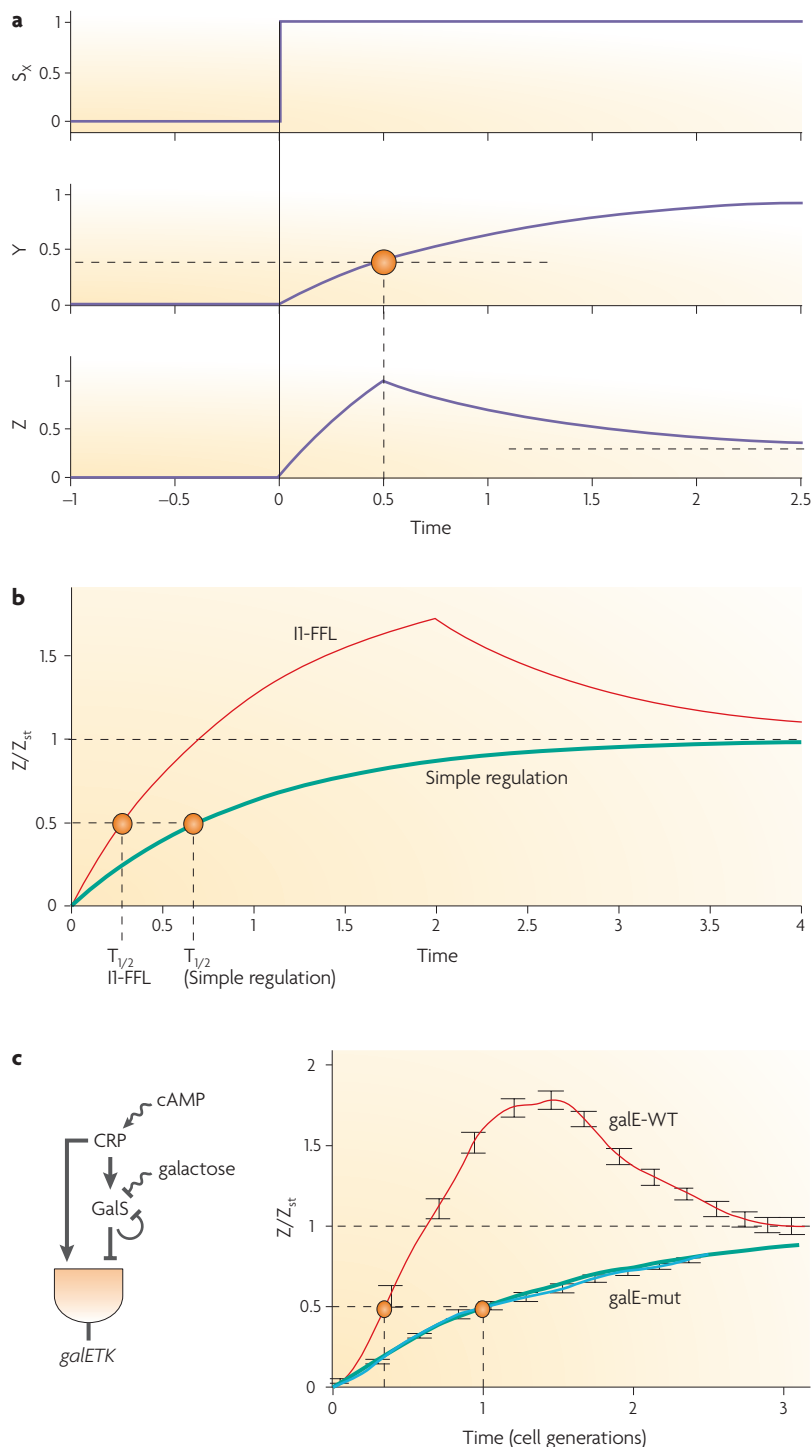 a
1
0.5
0
S_X
1
0.5
0
Y
1
0.5
0
Z
−1 −0.5 0 0.5 1 1.5 2 2.5
Time
b
1.5
1
0.5
0
Z/Z_st
I1-FFL
Simple regulation
0 0.5 1 1.5 2 2.5 3 3.5 4
T_1/2 T_1/2 Time
I1-FFL (Simple regulation)
c
cAMP
CRP
galactose
GalS
galETK
2
1.5
1
0.5
0
Z/Z_st
galE-WT
galE-mut
0 1 2 3
Time (cell generations)